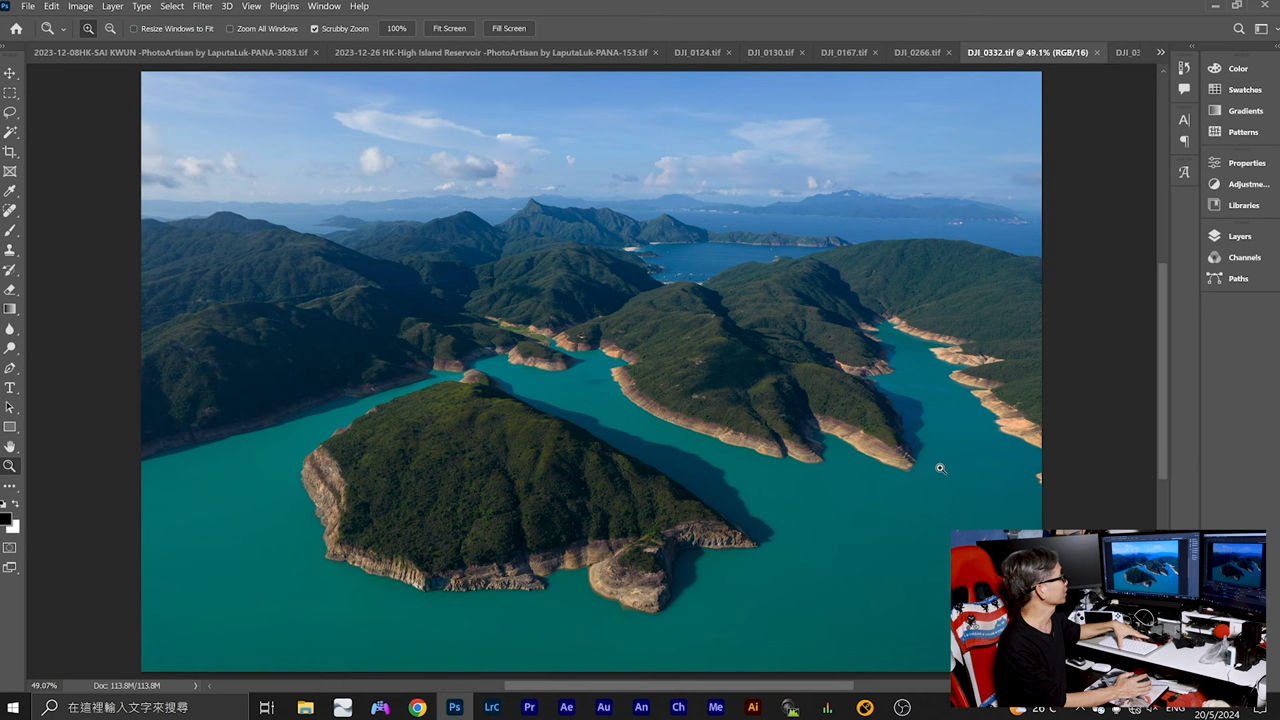 Ps File Edit Image Layer Type Select Filter 3D View Plugins Window Help
Resize Windows to Fit Zoom All Windows Scrubby Zoom 100% Fit Screen Fill Screen
2023-12-08HK-SAI KWUN -PhotoArtisan by LaputaLuk-PANA-3083.tif × 2023-12-26 HK-High Island Reservoir -PhotoArtisan by LaputaLuk-PANA-153.tif × DJI_0124.tif × DJI_0130.tif × DJI_0167.tif × DJI_0266.tif × DJI_0332.tif @ 49.1% (RGB/16) × DJI_03
Color
Swatches
Gradients
Patterns
Properties
Adjustme...
Libraries
Layers
Channels
Paths
49.07% Doc: 113.8M/113.8M
在這裡輸入文字來搜尋
Ps LrC Pr Ae Au An Ch Me Ai
26°C ENG
20/5/2024